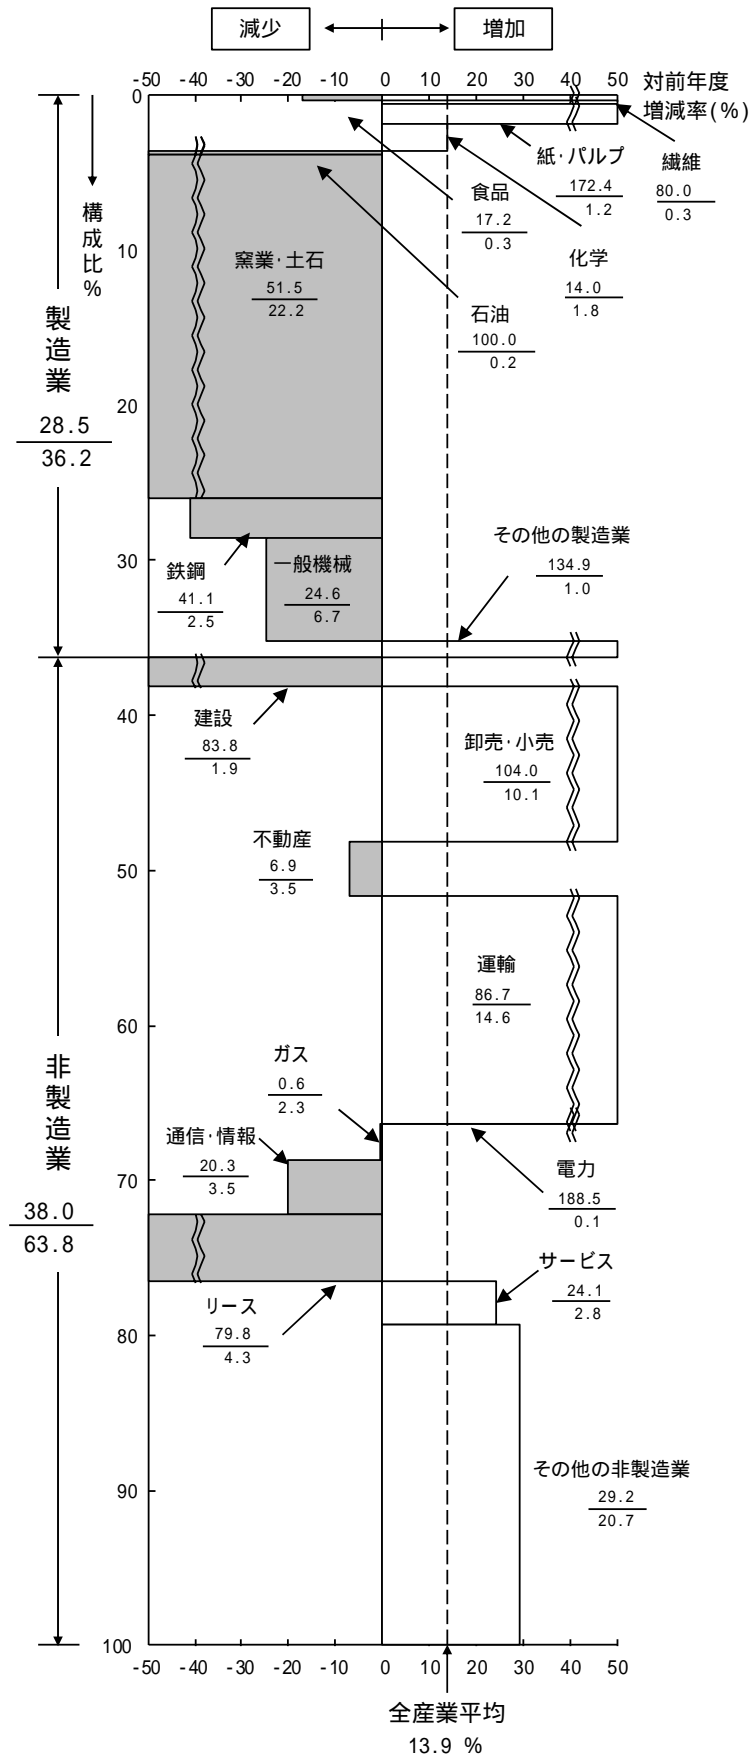 減少
増加
-50 -40 -30 -20 -10 0 10 20 30 40 50
対前年度
増減率(%)
0
10
20
30
40
50
60
70
80
90
100
構成比%
製造業
28.5
36.2
非製造業
38.0
63.8
紙・パルプ
172.4
1.2
繊維
80.0
0.3
食品
17.2
0.3
化学
14.0
1.8
窯業・土石
51.5
22.2
石油
100.0
0.2
鉄鋼
41.1
2.5
一般機械
24.6
6.7
その他の製造業
134.9
1.0
建設
83.8
1.9
卸売・小売
104.0
10.1
不動産
6.9
3.5
運輸
86.7
14.6
ガス
0.6
2.3
通信・情報
20.3
3.5
電力
188.5
0.1
リース
79.8
4.3
サービス
24.1
2.8
その他の非製造業
29.2
20.7
-50 -40 -30 -20 -10 0 10 20 30 40 50
全産業平均
13.9 %